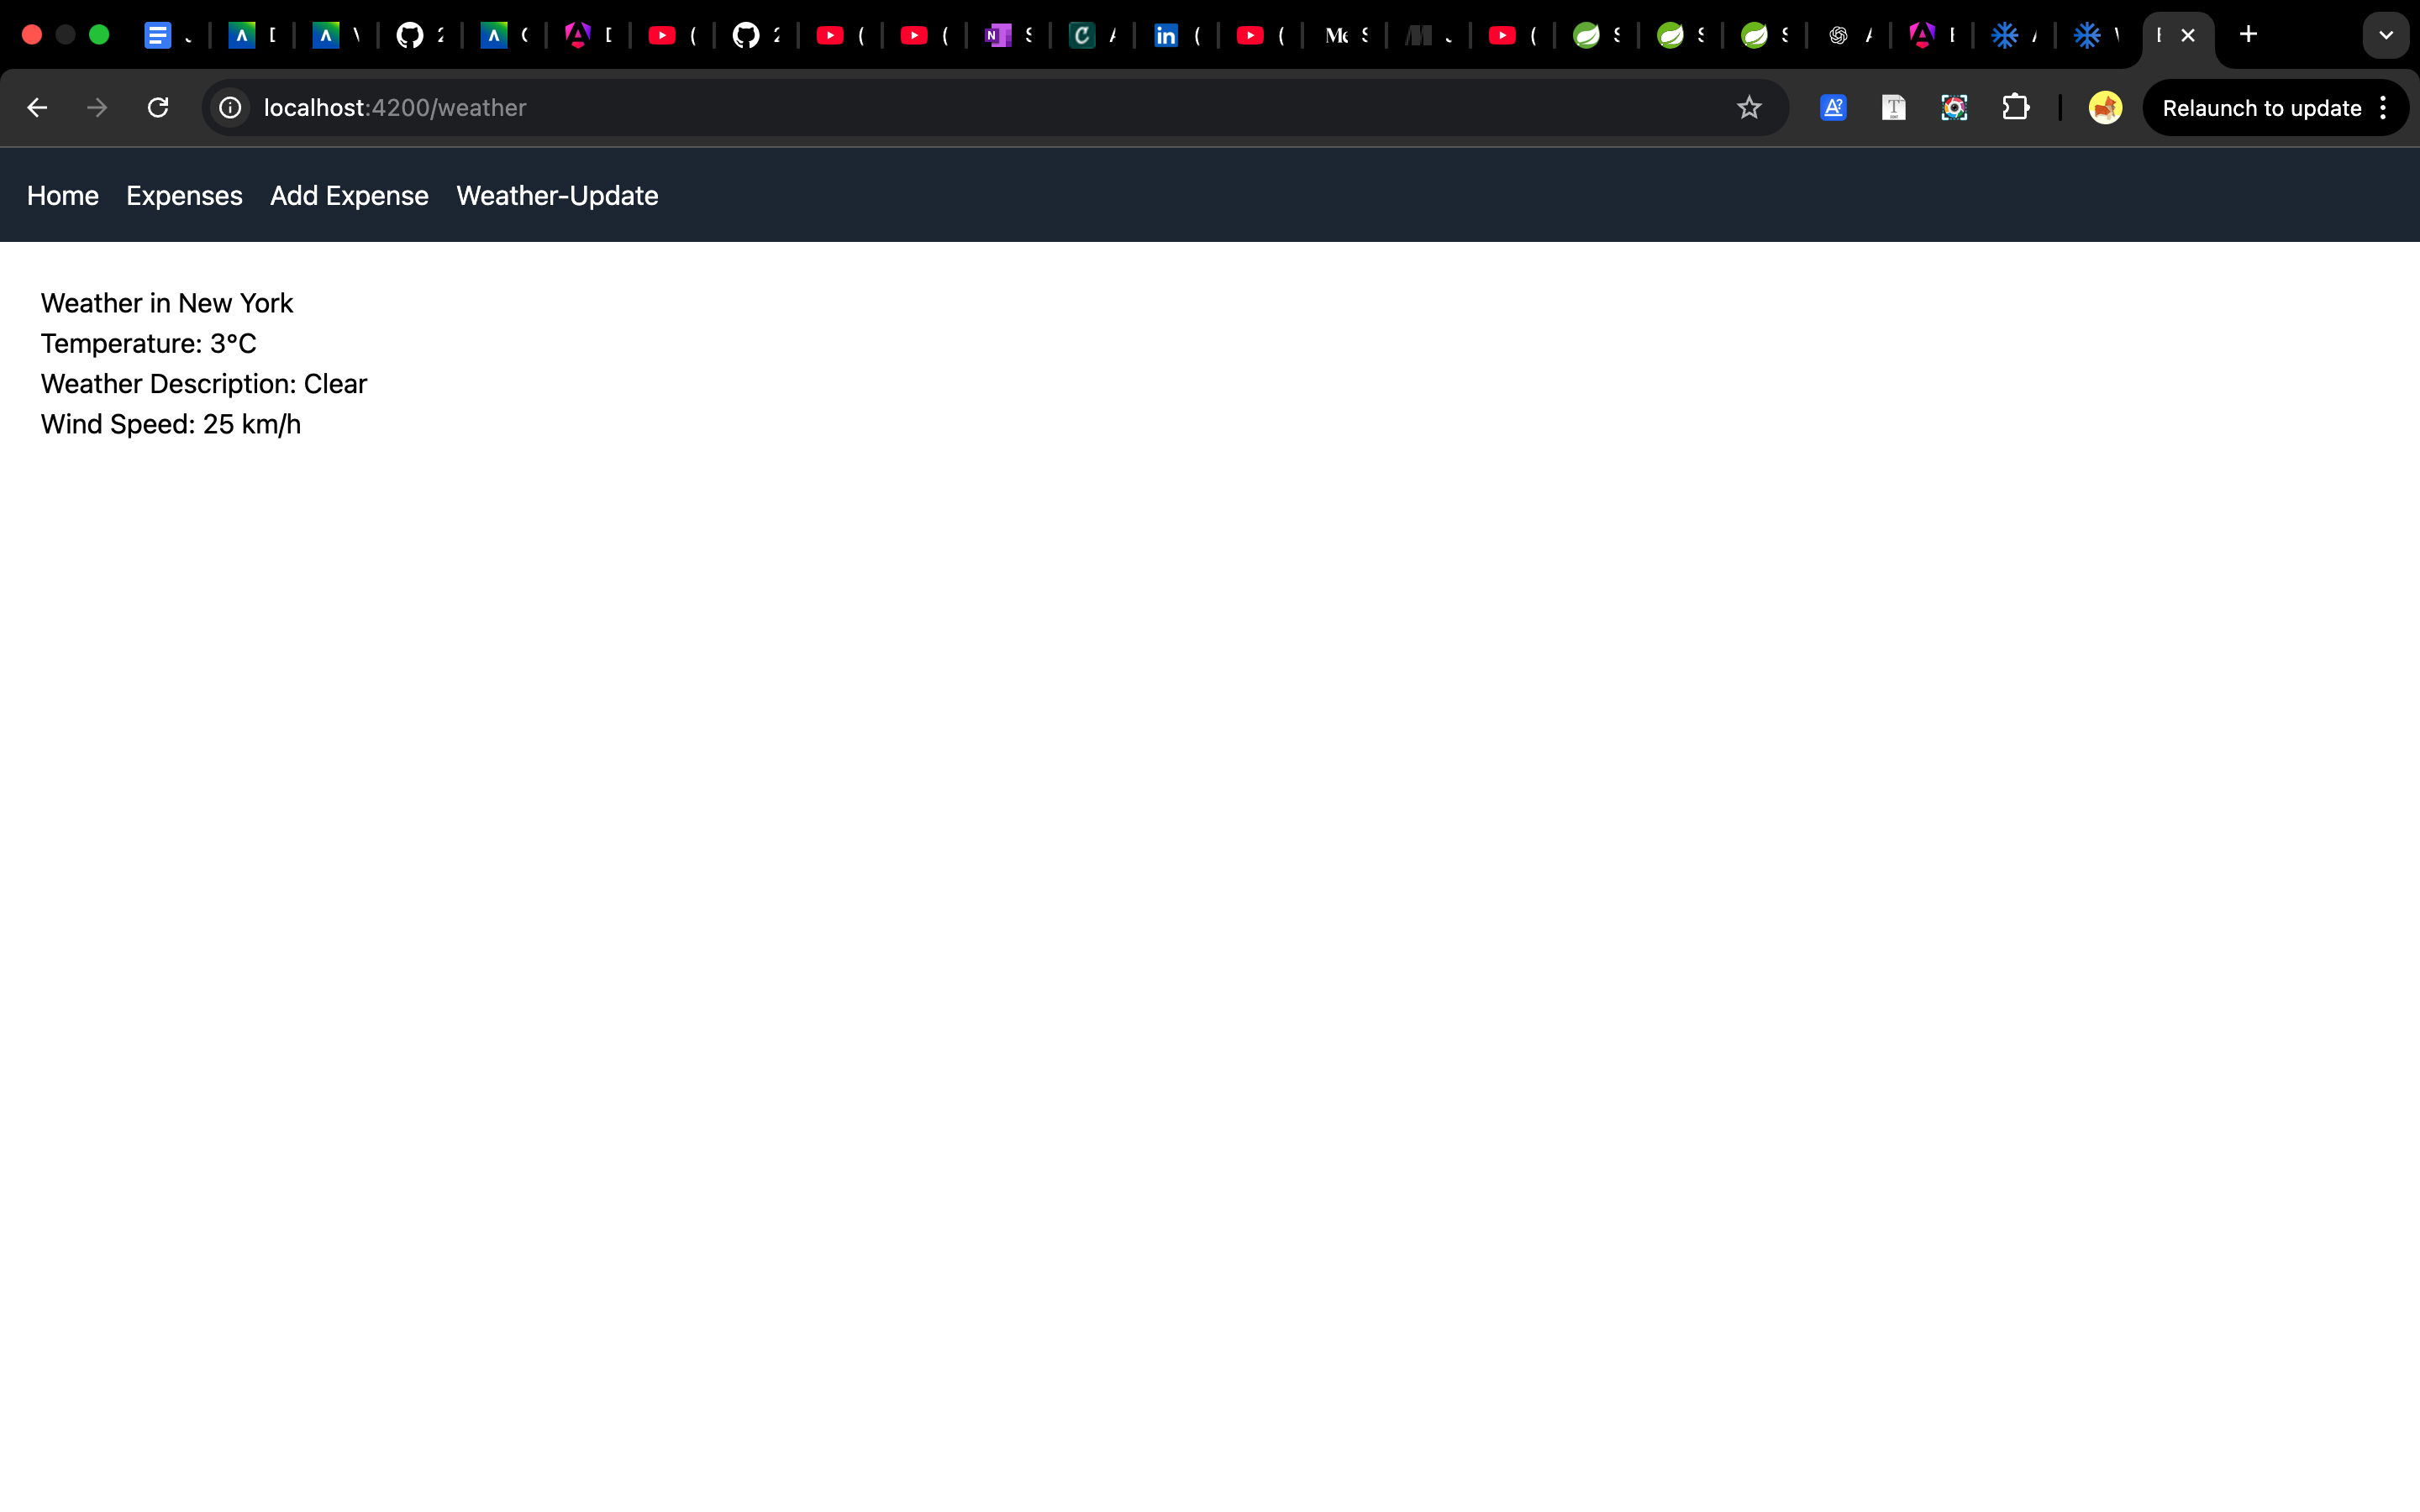 localhost:4200/weather
Relaunch to update
Home Expenses Add Expense Weather-Update
Weather in New York
Temperature: 3°C
Weather Description: Clear
Wind Speed: 25 km/h